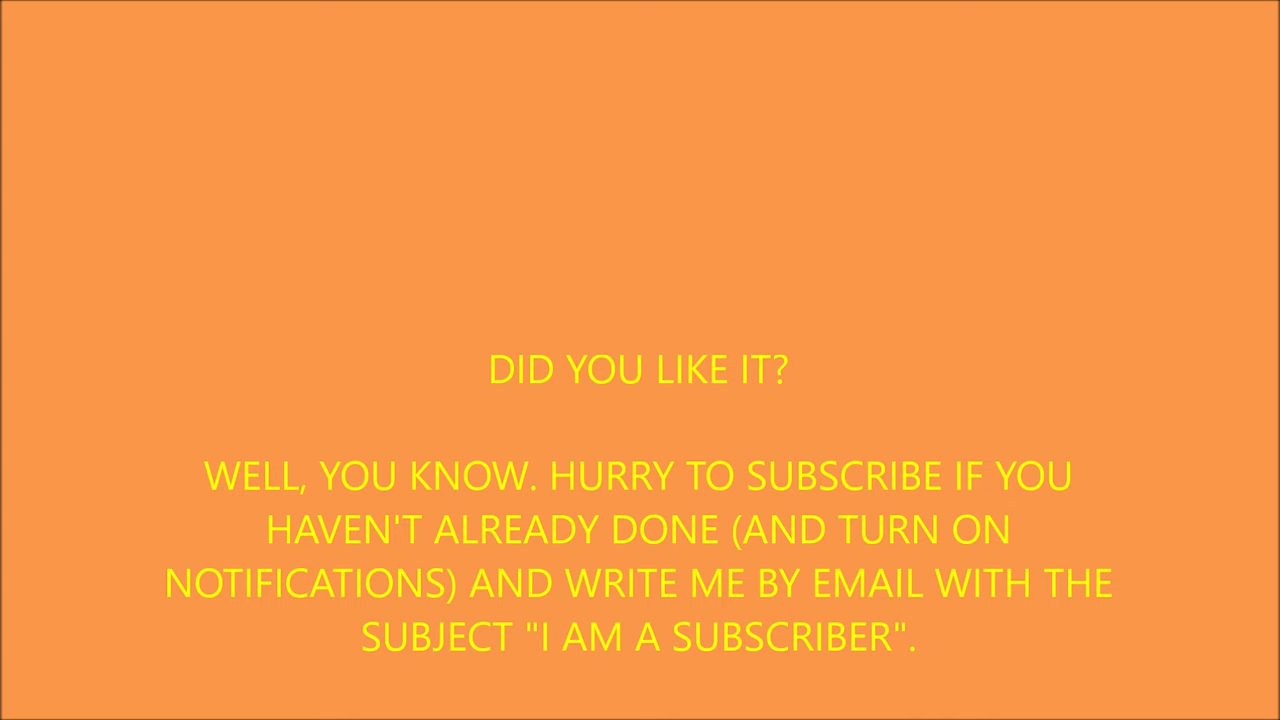 DID YOU LIKE IT?
WELL, YOU KNOW. HURRY TO SUBSCRIBE IF YOU
HAVEN'T ALREADY DONE (AND TURN ON
NOTIFICATIONS) AND WRITE ME BY EMAIL WITH THE
SUBJECT "I AM A SUBSCRIBER".